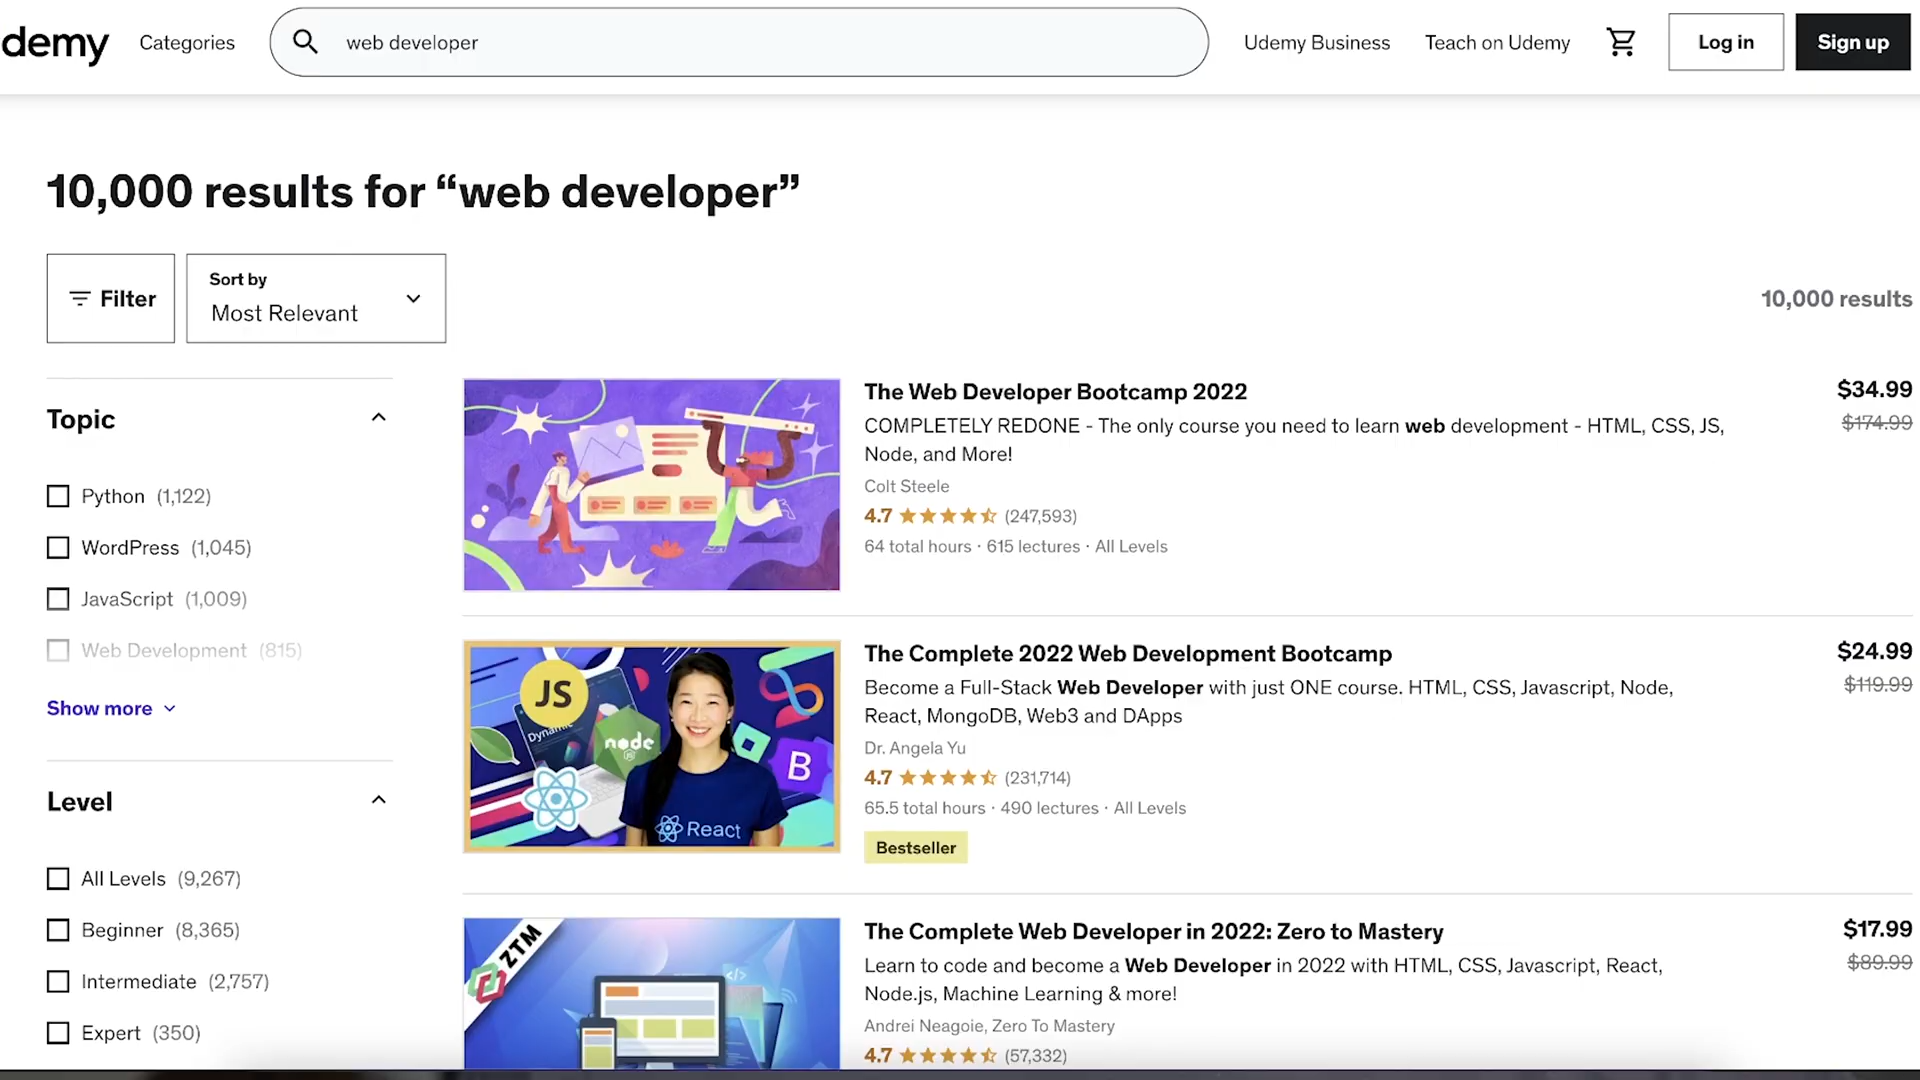 demy
Categories
web developer
Udemy Business
Teach on Udemy
Log in
Sign up
10,000 results for “web developer”
Filter
Sort by
Most Relevant
10,000 results
Topic
Python (1,122)
WordPress (1,045)
JavaScript (1,009)
Web Development (815)
Show more
Level
All Levels (9,267)
Beginner (8,365)
Intermediate (2,757)
Expert (350)
The Web Developer Bootcamp 2022
$34.99
COMPLETELY REDONE - The only course you need to learn web development - HTML, CSS, JS,
$174.99
Node, and More!
Colt Steele
4.7 (247,593)
64 total hours · 615 lectures · All Levels
JS
Dynamic
node
JS
B
React
The Complete 2022 Web Development Bootcamp
$24.99
Become a Full-Stack Web Developer with just ONE course. HTML, CSS, Javascript, Node,
$119.99
React, MongoDB, Web3 and DApps
Dr. Angela Yu
4.7 (231,714)
65.5 total hours · 490 lectures · All Levels
Bestseller
ZTM
</>
The Complete Web Developer in 2022: Zero to Mastery
$17.99
Learn to code and become a Web Developer in 2022 with HTML, CSS, Javascript, React,
$89.99
Node.js, Machine Learning & more!
Andrei Neagoie, Zero To Mastery
4.7 (57,332)